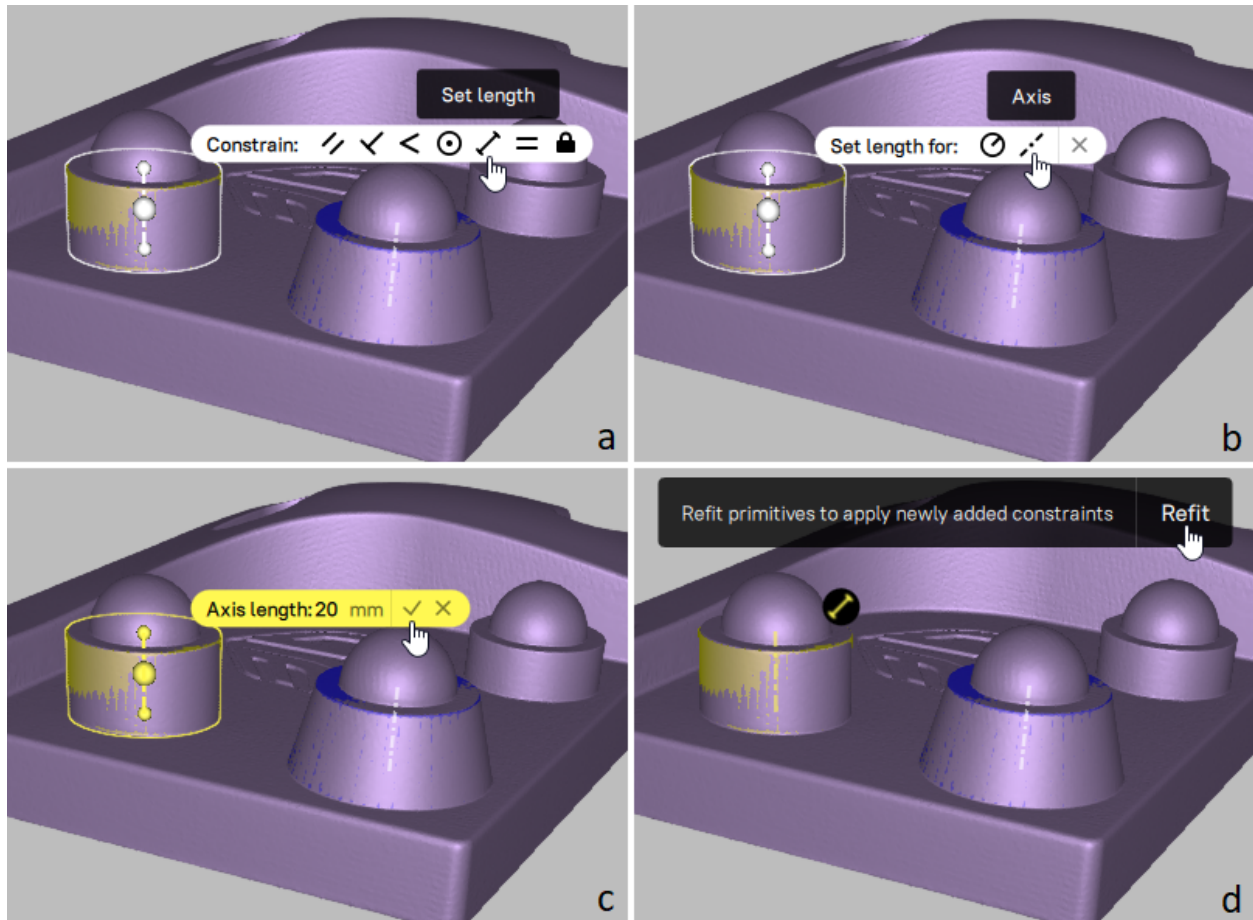 Set length
Constrain:
a
Axis
Set length for:
b
Axis length: 20 mm
c
Refit primitives to apply newly added constraints Refit
d